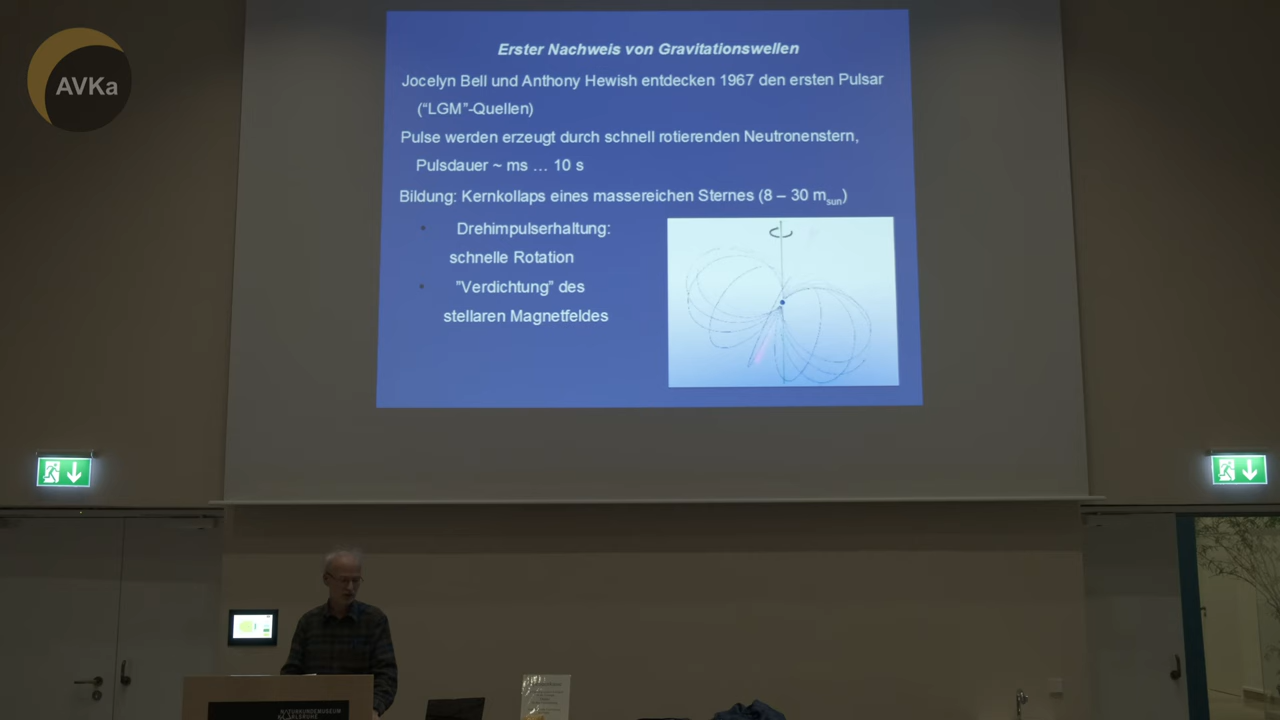 AVKa
Erster Nachweis von Gravitationswellen
Jocelyn Bell und Anthony Hewish entdecken 1967 den ersten Pulsar
(“LGM”-Quellen)
Pulse werden erzeugt durch schnell rotierenden Neutronenstern,
Pulsdauer ~ ms … 10 s
Bildung: Kernkollaps eines massereichen Sternes (8 – 30 msun)
• Drehimpulserhaltung:
schnelle Rotation
• ”Verdichtung” des
stellaren Magnetfeldes
NATURKUNDEMUSEUM
KARLSRUHE